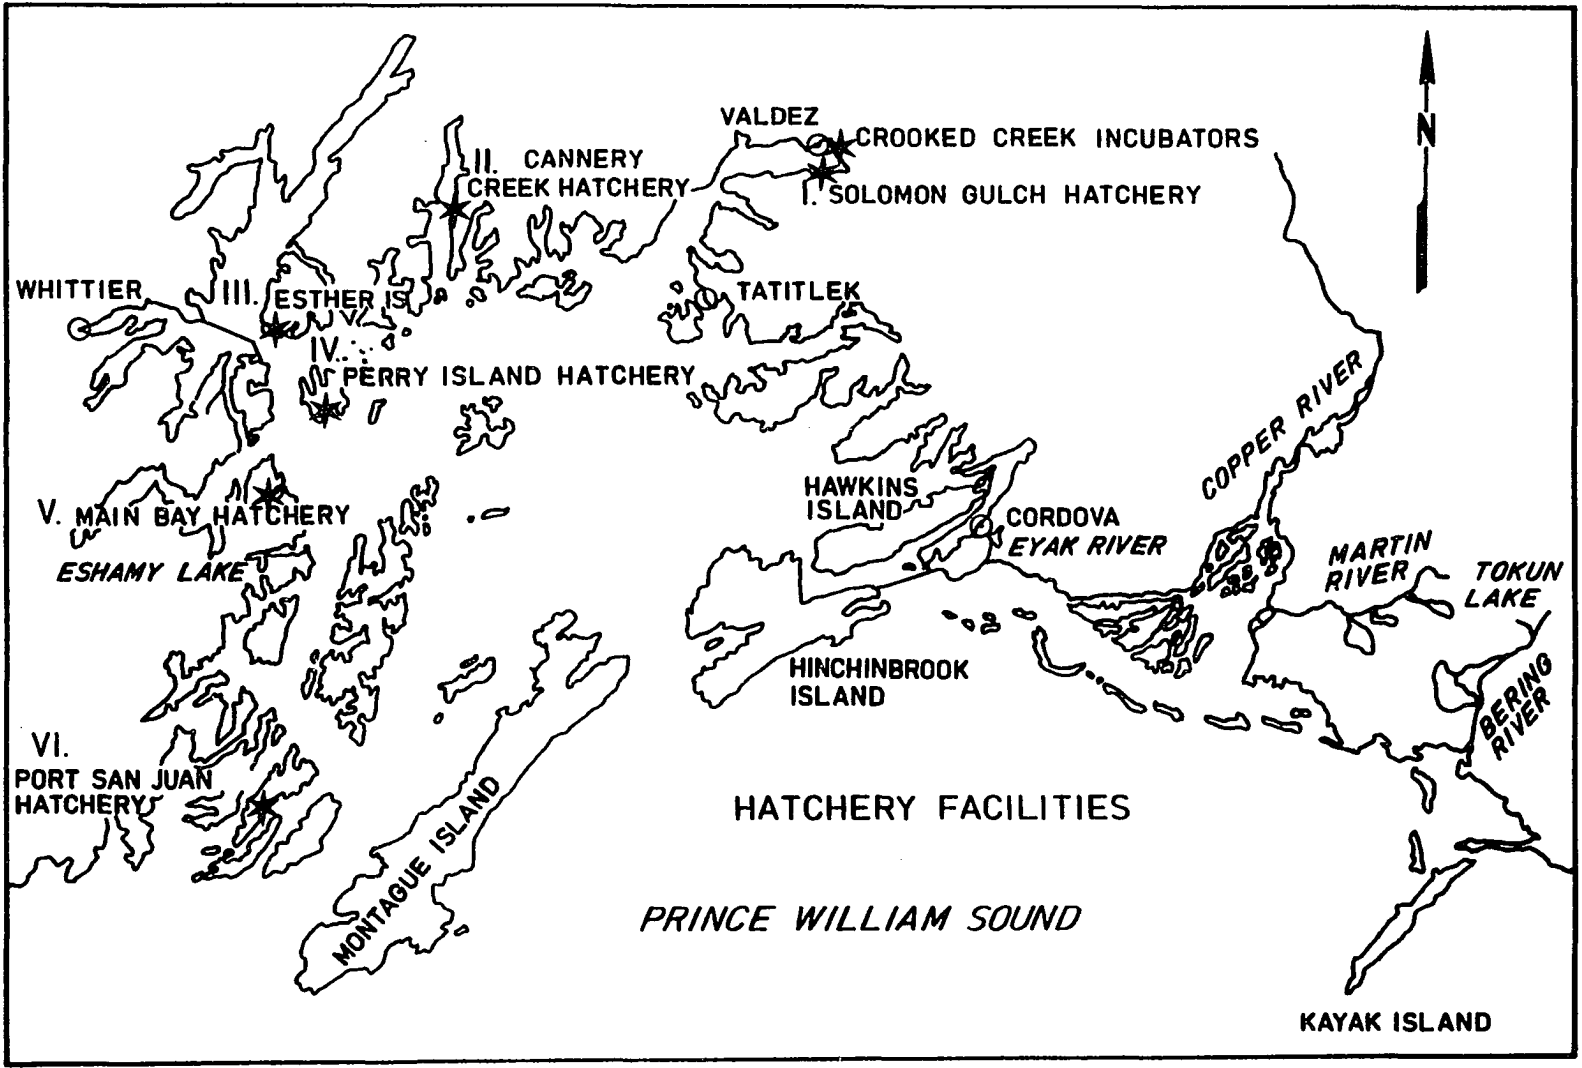 VALDEZ
CROOKED CREEK INCUBATORS
N
II. CANNERY
CREEK HATCHERY
I. SOLOMON GULCH HATCHERY
WHITTIER
III. ESTHER IS
TATITLEK
IV.
PERRY ISLAND HATCHERY
COPPER RIVER
HAWKINS
ISLAND
V. MAIN BAY HATCHERY
CORDOVA
EYAK RIVER
ESHAMY LAKE
MARTIN
RIVER
TOKUN
LAKE
HINCHINBROOK
ISLAND
BERING
RIVER
VI.
PORT SAN JUAN
HATCHERY
MONTAGUE ISLAND
HATCHERY FACILITIES
PRINCE WILLIAM SOUND
KAYAK ISLAND